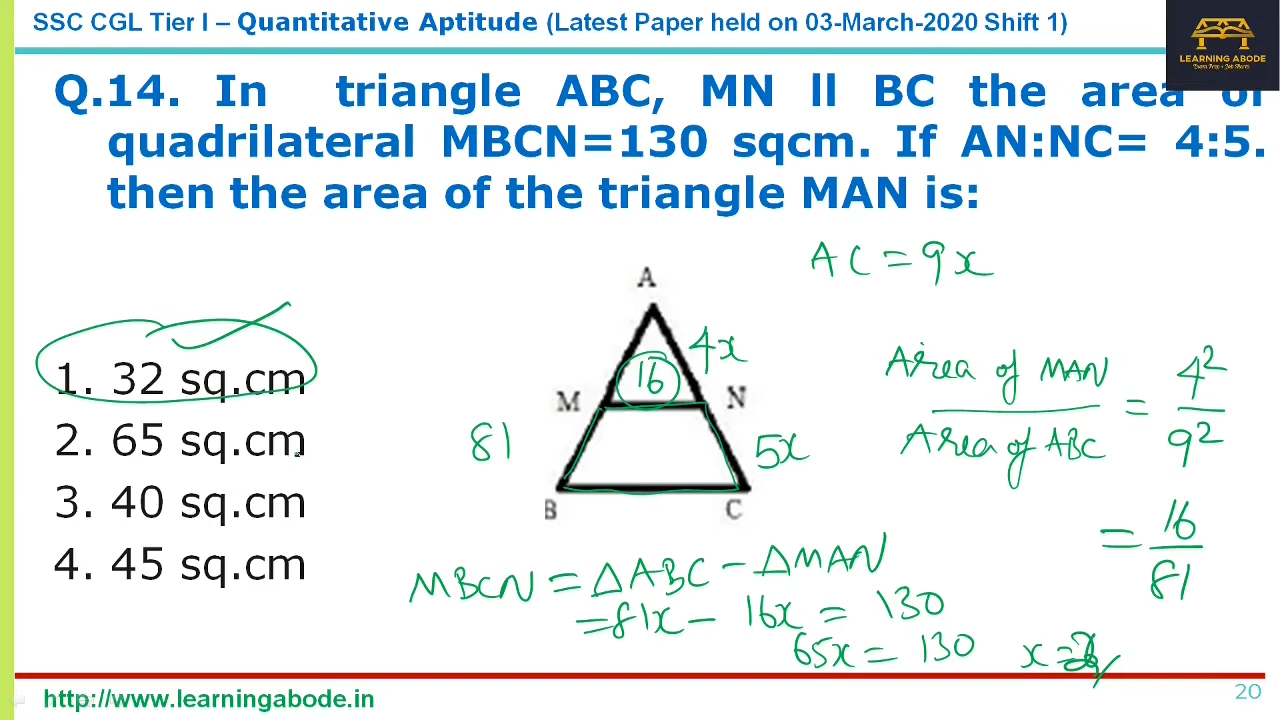 SSC CGL Tier I – Quantitative Aptitude (Latest Paper held on 03-March-2020 Shift 1)
LEARNING ABODE
Q.14. In triangle ABC, MN ll BC the area of
quadrilateral MBCN=130 sqcm. If AN:NC= 4:5.
then the area of the triangle MAN is:
AC = 9x
A
4x
16
M
N
1. 32 sq.cm
2. 65 sq.cm
3. 40 sq.cm
4. 45 sq.cm
81
5x
B
C
Area of MAN
Area of ABC
= 4²
9²
= 16
81
MBCN = △ABC - △MAN
= 81x - 16x = 130
65x = 130 x=2
http://www.learningabode.in
20